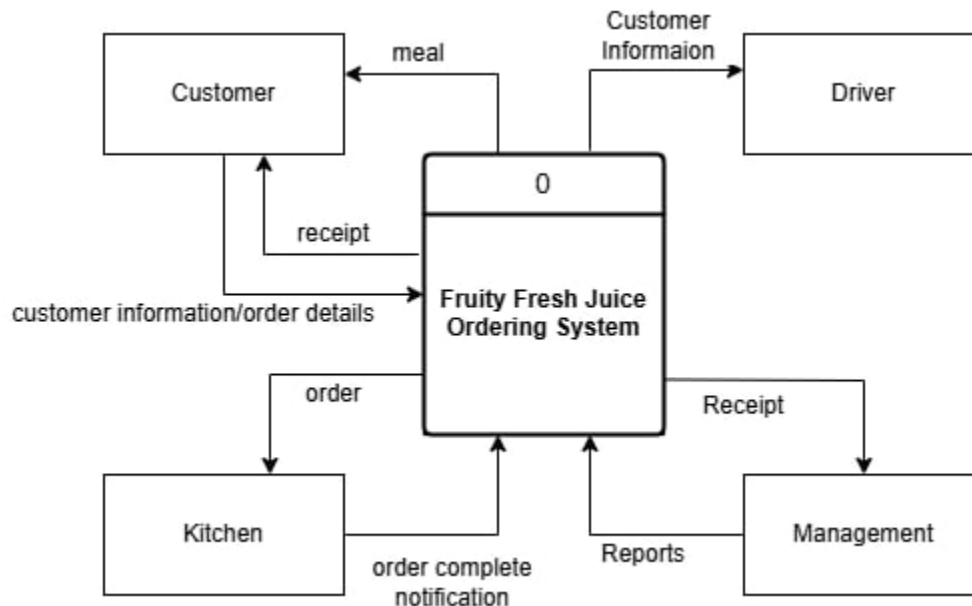 Customer
meal
Customer
Informaion
Driver
0
receipt
Fruity Fresh Juice
Ordering System
customer information/order details
order
Receipt
Kitchen
order complete
notification
Reports
Management